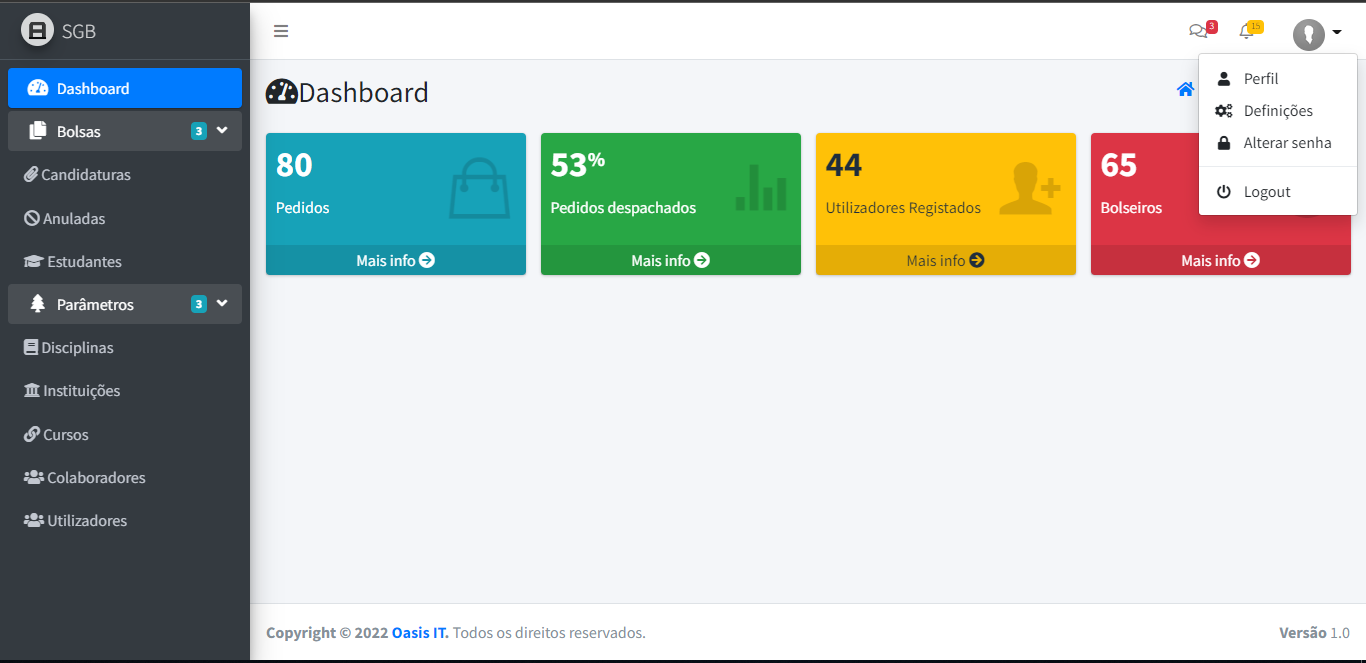 SGB
3
15
Dashboard
Bolsas 3
Candidaturas
Anuladas
Estudantes
Parâmetros 3
Disciplinas
Instituições
Cursos
Colaboradores
Utilizadores
Dashboard
Perfil
Definições
Alterar senha
Logout
80
Pedidos
Mais info
53%
Pedidos despachados
Mais info
44
Utilizadores Registados
Mais info
65
Bolseiros
Mais info
Copyright © 2022 Oasis IT. Todos os direitos reservados.
Versão 1.0